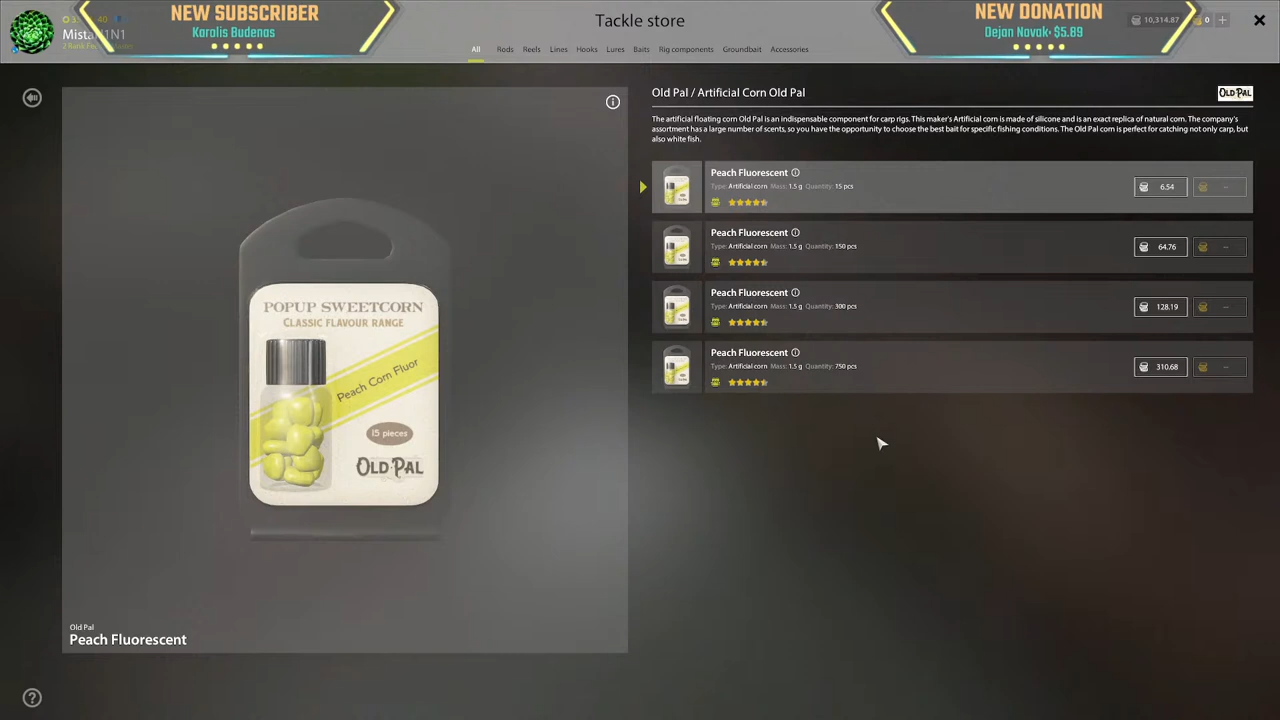 NEW SUBSCRIBER
Karolis Budenas
Tackle store
NEW DONATION
Dejan Novak: $5.89
10,314.87
0
40
All
Rods
Reels
Lines
Hooks
Lures
Baits
Rig components
Groundbait
Accessories
Old Pal / Artificial Corn Old Pal
OLD PAL
The artificial floating corn Old Pal is an indispensable component for carp rigs. This maker's Artificial corn is made of silicone and is an exact replica of natural corn. The company's
assortment has a large number of scents, so you have the opportunity to choose the best bait for specific fishing conditions. The Old Pal corn is perfect for catching not only carp, but
also white fish.
Peach Fluorescent
Type: Artificial corn Mass: 1.5 g Quantity: 15 pcs
6.54
--
Peach Fluorescent
Type: Artificial corn Mass: 1.5 g Quantity: 150 pcs
64.76
--
Peach Fluorescent
Type: Artificial corn Mass: 1.5 g Quantity: 300 pcs
128.19
--
Peach Fluorescent
Type: Artificial corn Mass: 1.5 g Quantity: 750 pcs
310.68
--
POPUP SWEETCORN
CLASSIC FLAVOUR RANGE
Peach Corn Fluor
15 pieces
OLD PAL
Old Pal
Peach Fluorescent